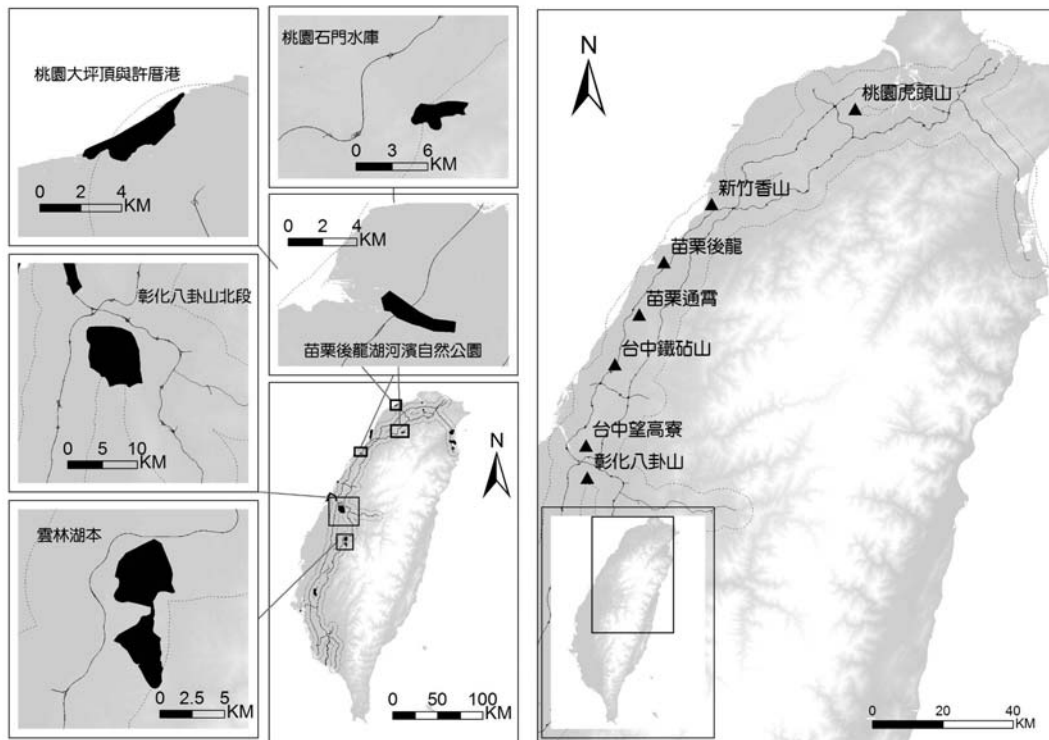 桃園大坪頂與許厝港
0 2 4
KM
桃園石門水庫
0 3 6
KM
0 2 4
KM
苗栗後龍湖河濱自然公園
彰化八卦山北段
0 5 10
KM
雲林湖本
0 2.5 5
KM
N
0 50 100
KM
N
桃園虎頭山
新竹香山
苗栗後龍
苗栗通霄
台中鐵砧山
台中望高寮
彰化八卦山
0 20 40
KM